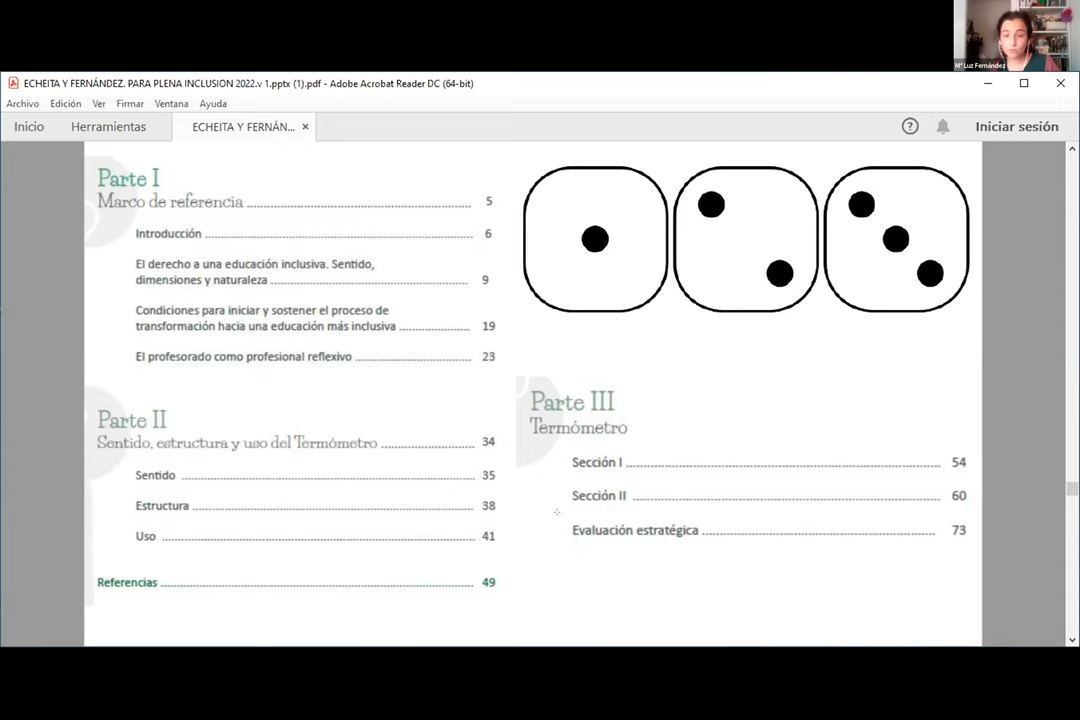 Mª Luz Fernández
ECHEITA Y FERNÁNDEZ. PARA PLENA INCLUSION 2022.v 1.pptx (1).pdf - Adobe Acrobat Reader DC (64-bit)
Archivo Edición Ver Firmar Ventana Ayuda
Inicio Herramientas ECHEITA Y FERNÁN... × ? Iniciar sesión
Parte I
Marco de referencia 5
Introducción 6
El derecho a una educación inclusiva. Sentido,
dimensiones y naturaleza 9
Condiciones para iniciar y sostener el proceso de
transformación hacia una educación más inclusiva 19
El profesorado como profesional reflexivo 23
Parte II
Sentido, estructura y uso del Termómetro 34
Sentido 35
Estructura 38
Uso 41
Referencias 49
Parte III
Termómetro
Sección I 54
Sección II 60
Evaluación estratégica 73